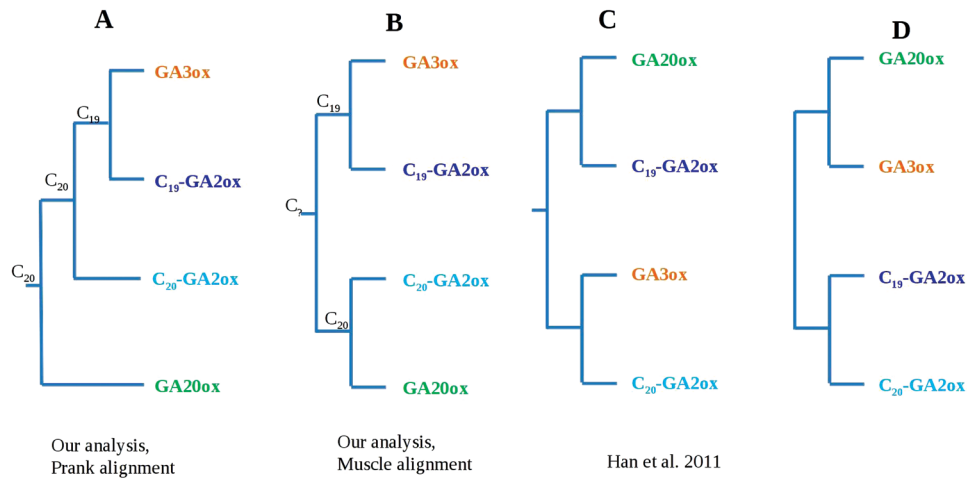 A
GA3ox
C19
C19-GA2ox
C20
C20-GA2ox
C20
GA20ox
Our analysis,
Prank alignment
B
GA3ox
C19
C19-GA2ox
C?
C20-GA2ox
C20
GA20ox
Our analysis,
Muscle alignment
C
GA20ox
C19-GA2ox
GA3ox
C20-GA2ox
Han et al. 2011
D
GA20ox
GA3ox
C19-GA2ox
C20-GA2ox